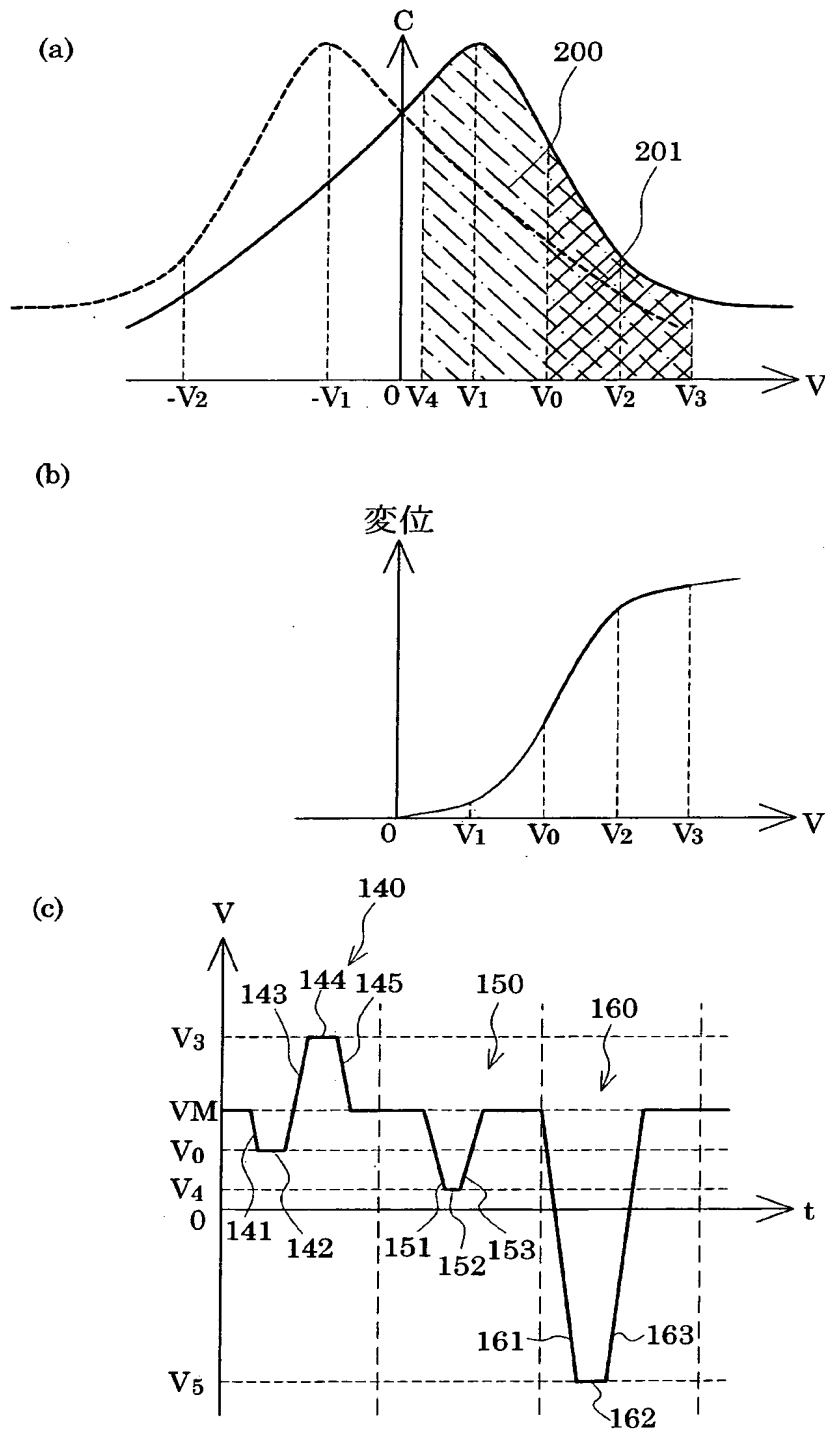 (a)
C
200
201
-V2 -V1 0 V4 V1 V0 V2 V3 V
(b)
変位
0 V1 V0 V2 V3 V
(c)
V
140
144
143 145 150
160
V3
VM
V0
V4
0 t
141 142 151 152 153
161 163
V5
162